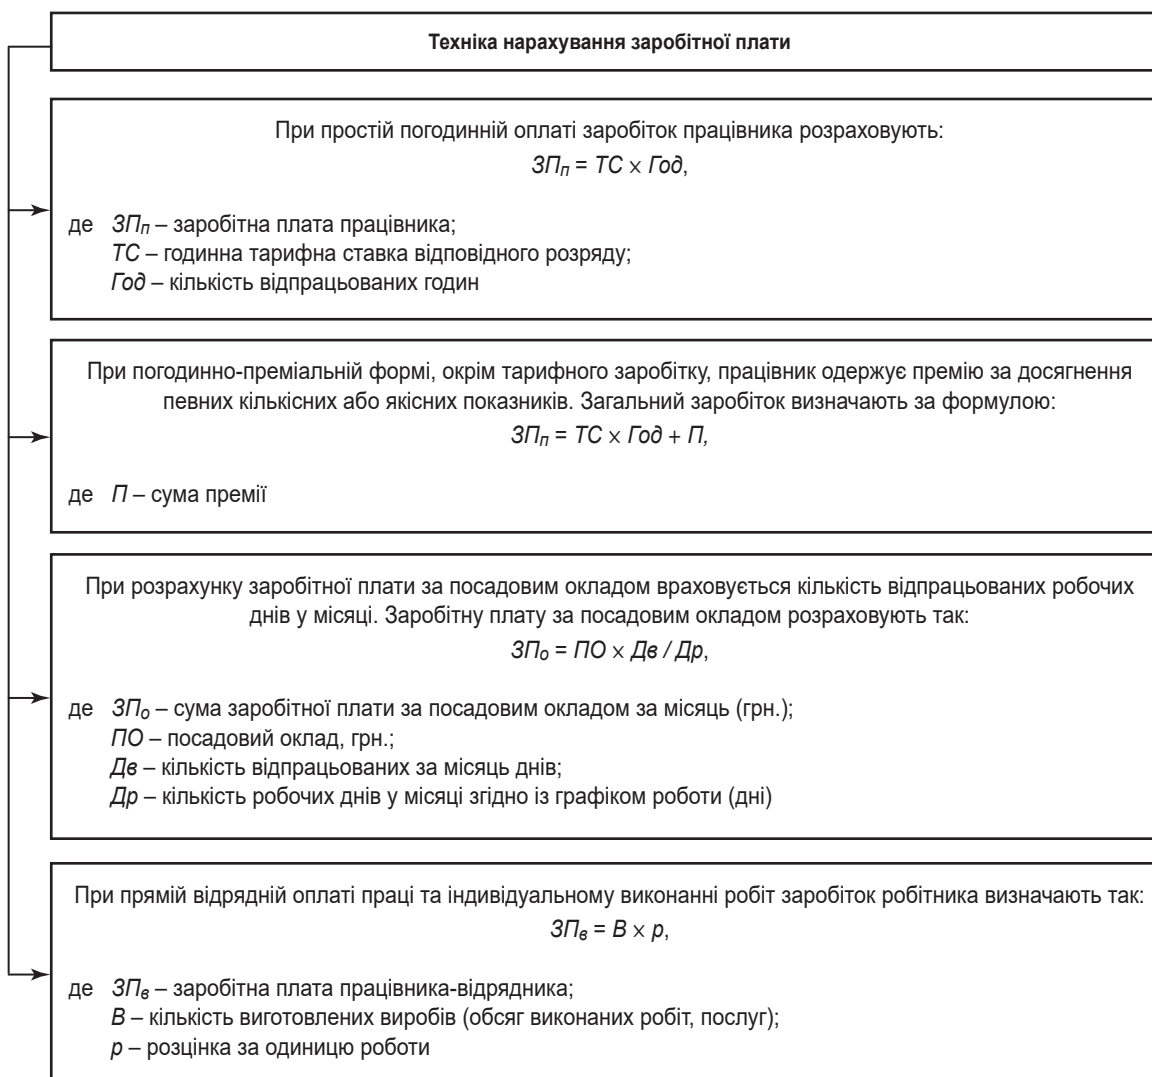 Техніка нарахування заробітної плати
При простій погодинній оплаті заробіток працівника розраховують:
ЗПп = ТС × Год,
де ЗПп – заробітна плата працівника;
ТС – годинна тарифна ставка відповідного розряду;
Год – кількість відпрацьованих годин
При погодинно-преміальній формі, окрім тарифного заробітку, працівник одержує премію за досягнення
певних кількісних або якісних показників. Загальний заробіток визначають за формулою:
ЗПп = ТС × Год + П,
де П – сума премії
При розрахунку заробітної плати за посадовим окладом враховується кількість відпрацьованих робочих
днів у місяці. Заробітну плату за посадовим окладом розраховують так:
ЗПо = ПО × Дв / Др,
де ЗПо – сума заробітної плати за посадовим окладом за місяць (грн.);
ПО – посадовий оклад, грн.;
Дв – кількість відпрацьованих за місяць днів;
Др – кількість робочих днів у місяці згідно із графіком роботи (дні)
При прямій відрядній оплаті праці та індивідуальному виконанні робіт заробіток робітника визначають так:
ЗПв = В × р,
де ЗПв – заробітна плата працівника-відрядника;
В – кількість виготовлених виробів (обсяг виконаних робіт, послуг);
р – розцінка за одиницю роботи